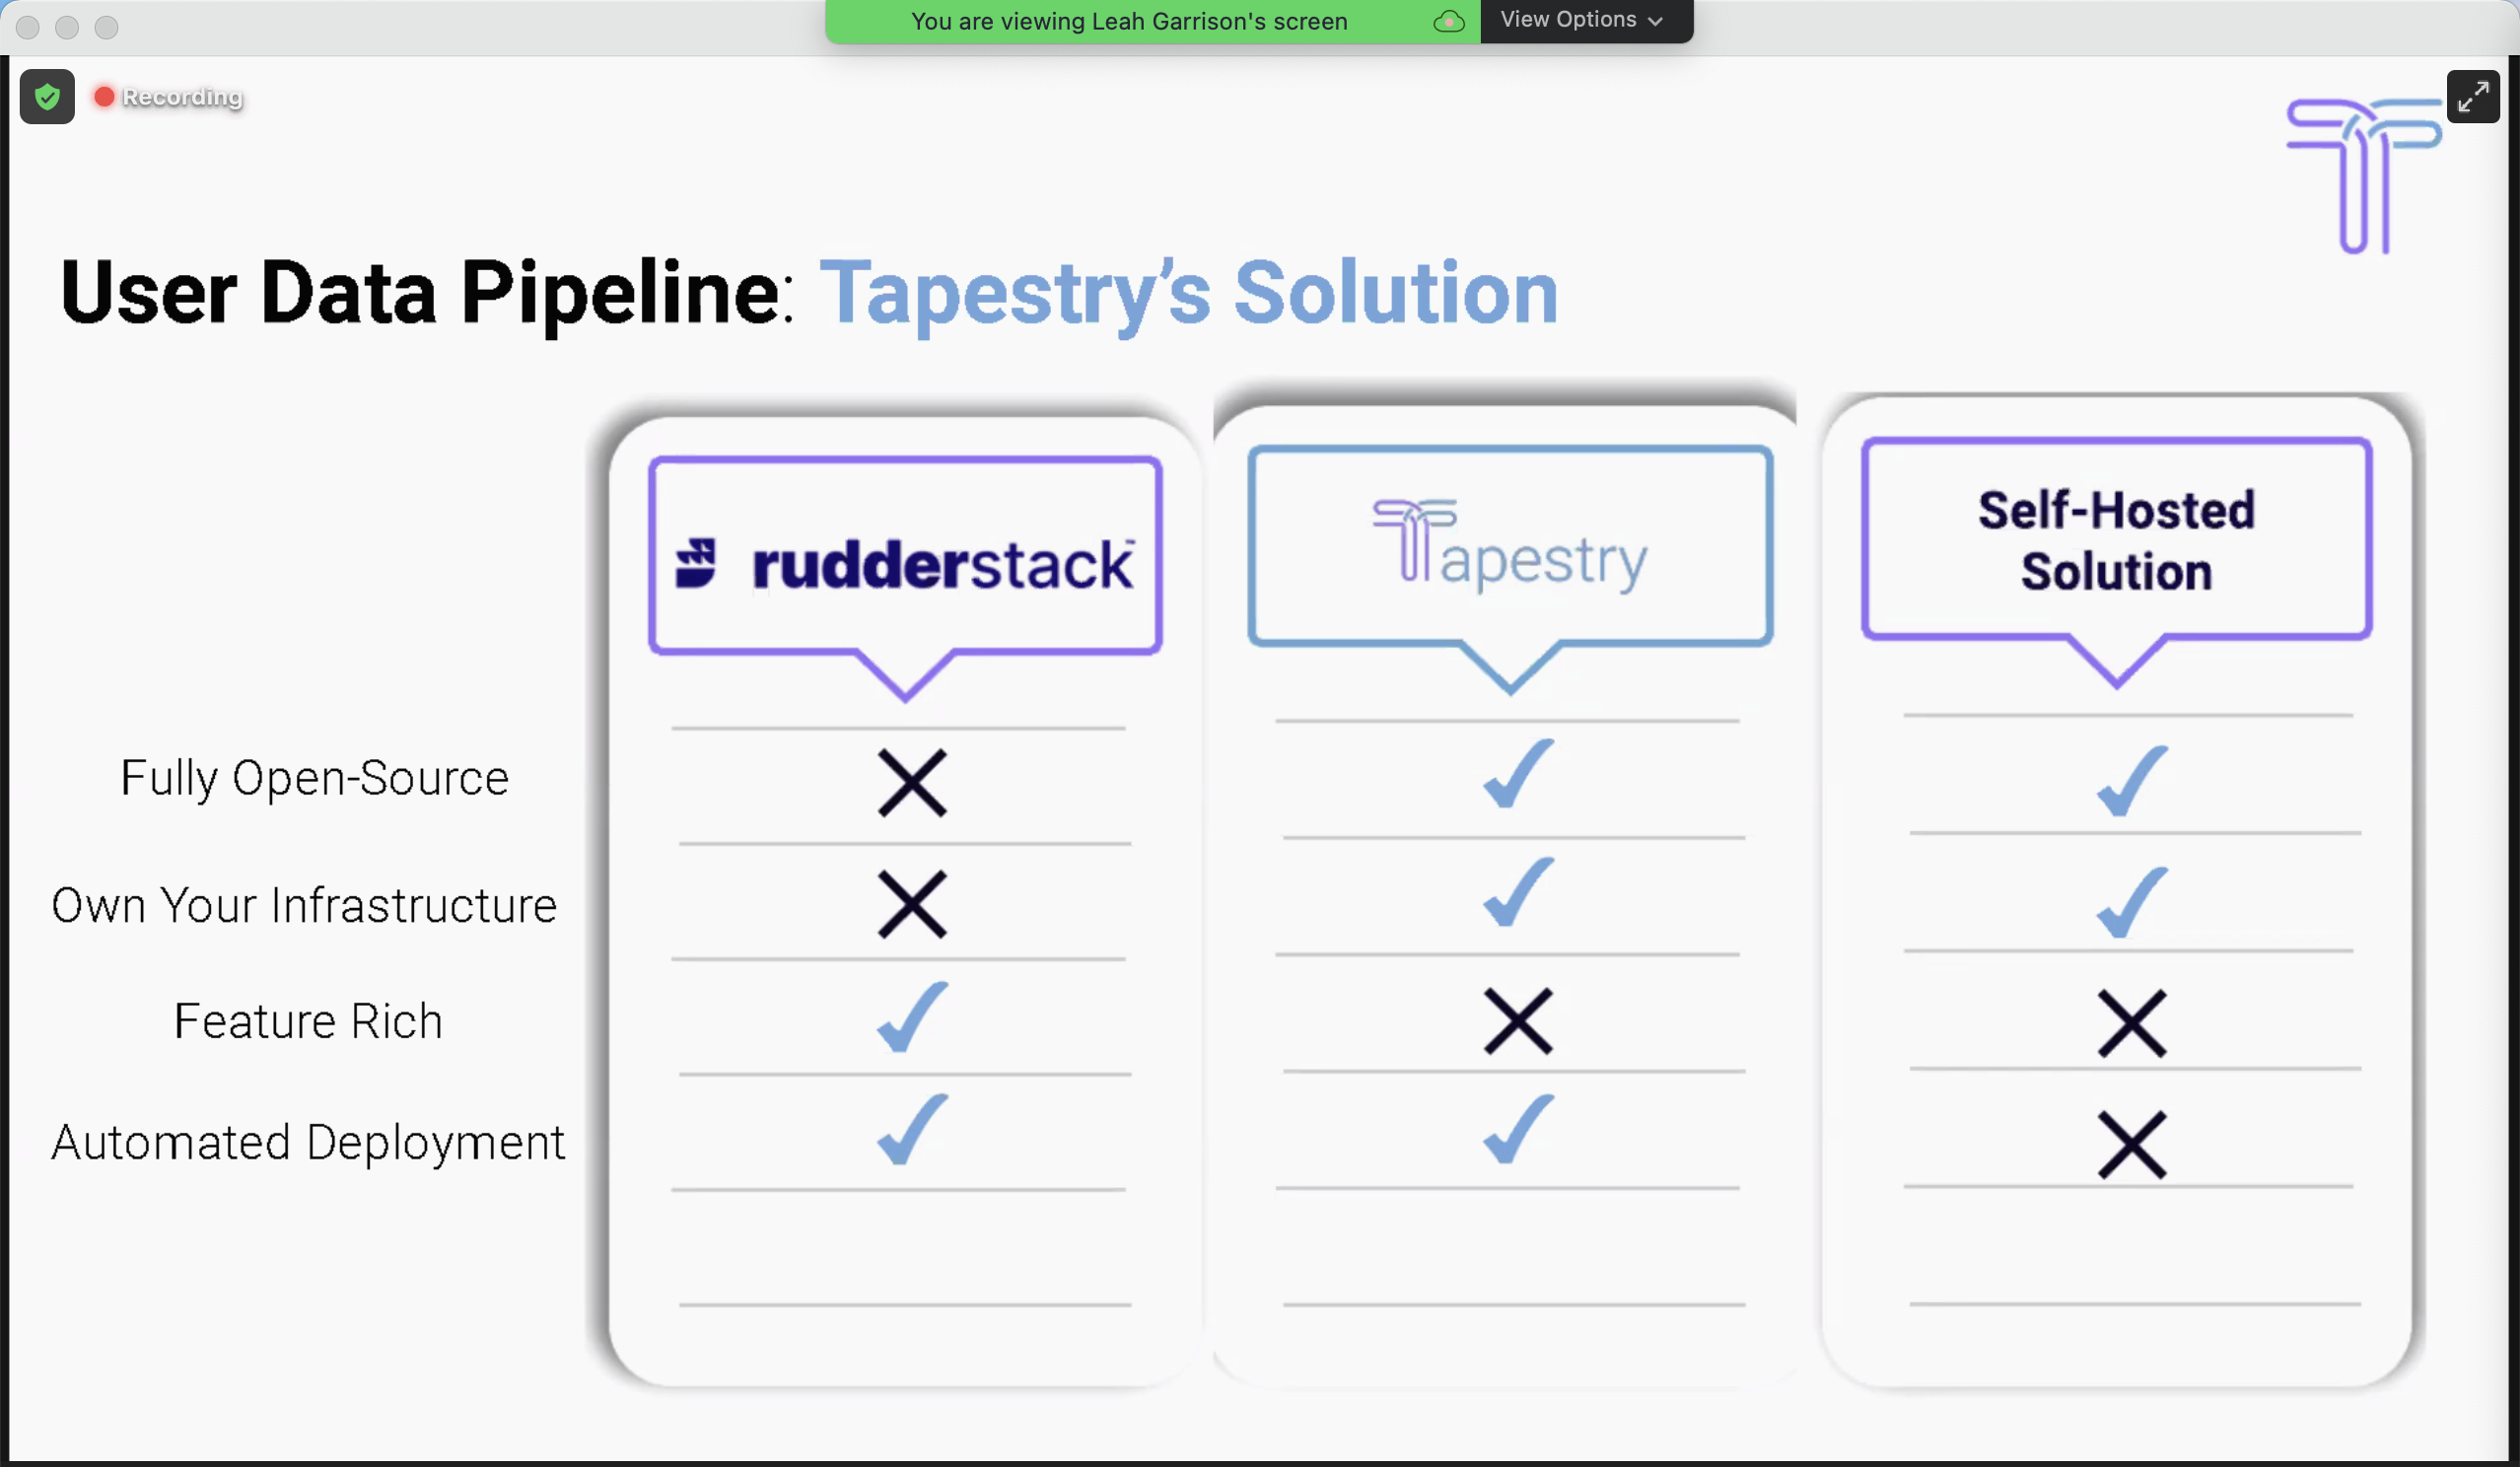 You are viewing Leah Garrison's screen
View Options
Recording
User Data Pipeline: Tapestry’s Solution
rudderstack™
Tapestry
Self-Hosted
Solution
Fully Open-Source
Own Your Infrastructure
Feature Rich
Automated Deployment